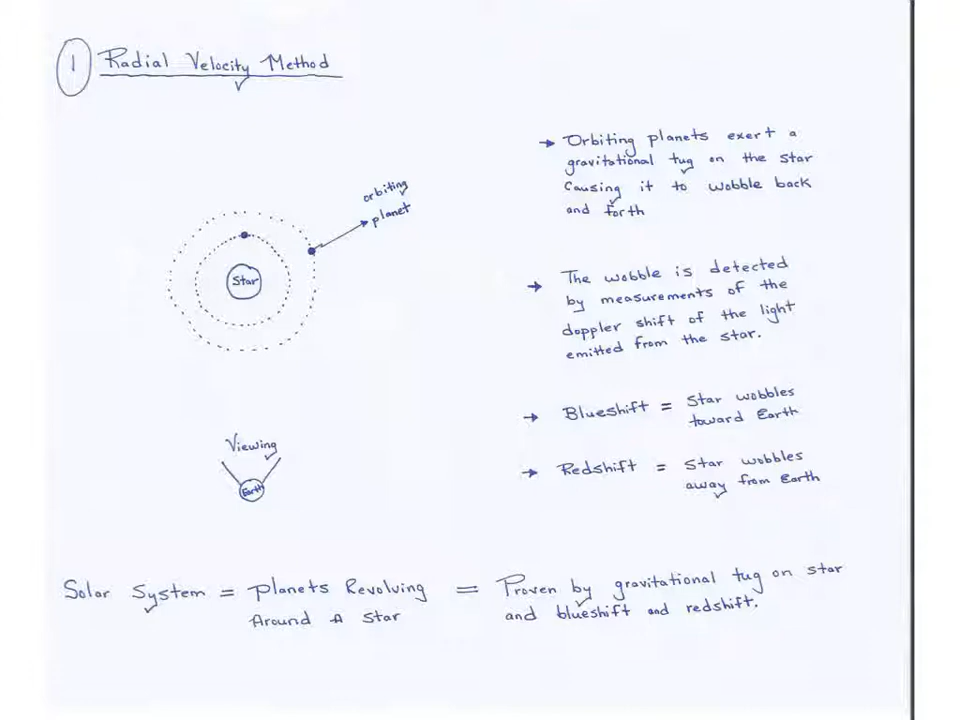 1 Radial Velocity Method
→ Orbiting planets exert a
gravitational tug on the star
Causing it to wobble back
and forth
orbiting
planet
Star
→ The wobble is detected
by measurements of the
doppler shift of the light
emitted from the star.
→ Blueshift = Star wobbles
toward Earth
→ Redshift = Star wobbles
away from Earth
Viewing
Earth
Solar System = planets Revolving
Around A Star
= Proven by gravitational tug on star
and blueshift and redshift.